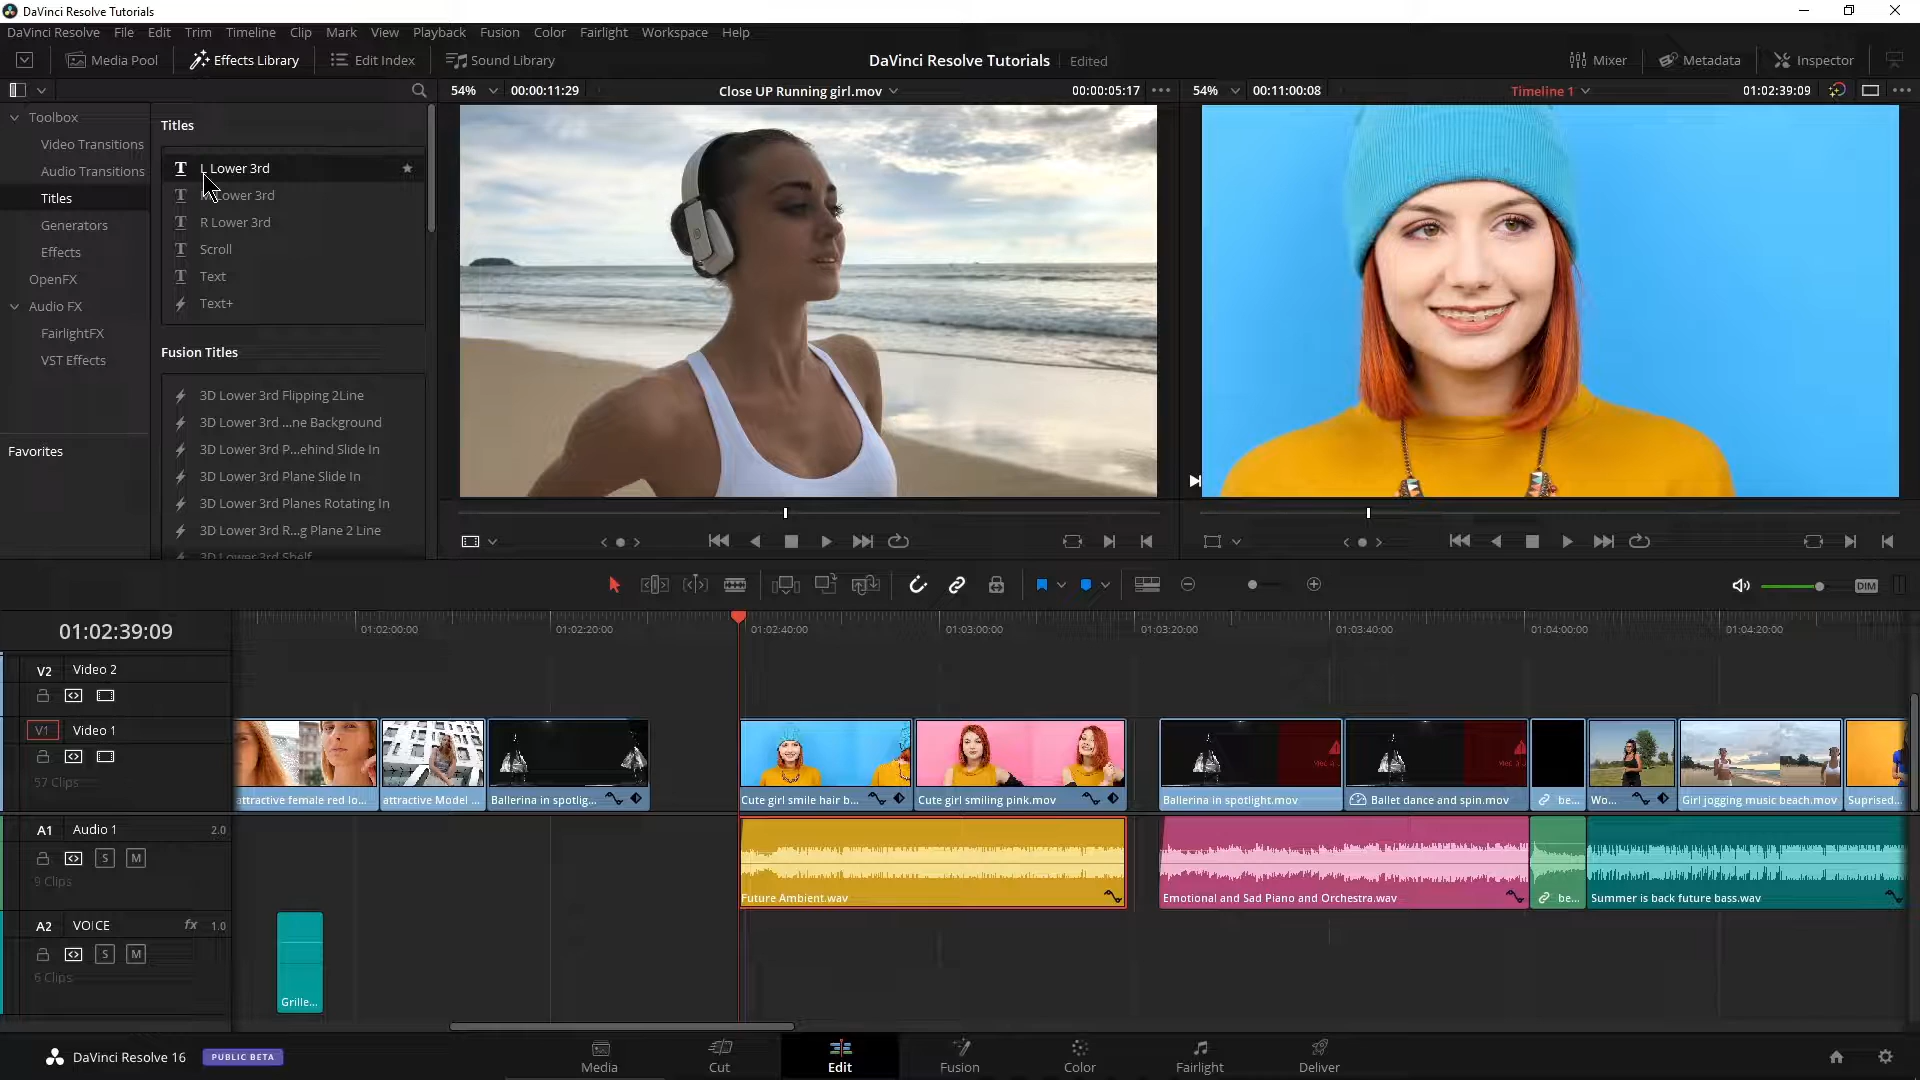 DaVinci Resolve Tutorials
DaVinci Resolve File Edit Trim Timeline Clip Mark View Playback Fusion Color Fairlight Workspace Help
Media Pool Effects Library Edit Index Sound Library DaVinci Resolve Tutorials Edited Mixer Metadata Inspector
54% 00:00:11:29 Close UP Running girl.mov 00:00:05:17 54% 00:11:00:08 Timeline 1 01:02:39:09
Toolbox
Video Transitions
Audio Transitions
Titles
Generators
Effects
OpenFX
Audio FX
FairlightFX
VST Effects
Favorites
Titles
L Lower 3rd
Lower 3rd
R Lower 3rd
Scroll
Text
Text+
Fusion Titles
3D Lower 3rd Flipping 2Line
3D Lower 3rd ...ne Background
3D Lower 3rd P...ehind Slide In
3D Lower 3rd Plane Slide In
3D Lower 3rd Planes Rotating In
3D Lower 3rd R...g Plane 2 Line
3D Lower 3rd Shelf
DIM
01:02:39:09
01:02:00:00 01:02:20:00 01:02:40:00 01:03:00:00 01:03:20:00 01:03:40:00 01:04:00:00 01:04:20:00
V2 Video 2
V1 Video 1
57 Clips
attractive female red lo... attractive Model ... Ballerina in spotlig... Cute girl smile hair b... Cute girl smiling pink.mov Ballerina in spotlight.mov Ballet dance and spin.mov be... Wo... Girl jogging music beach.mov Suprised...
A1 Audio 1 2.0
S M
9 Clips
Future Ambient.wav Emotional and Sad Piano and Orchestra.wav be... Summer is back future bass.wav
A2 VOICE fx 1.0
S M
6 Clips
Grille...
DaVinci Resolve 16 PUBLIC BETA
Media Cut Edit Fusion Color Fairlight Deliver